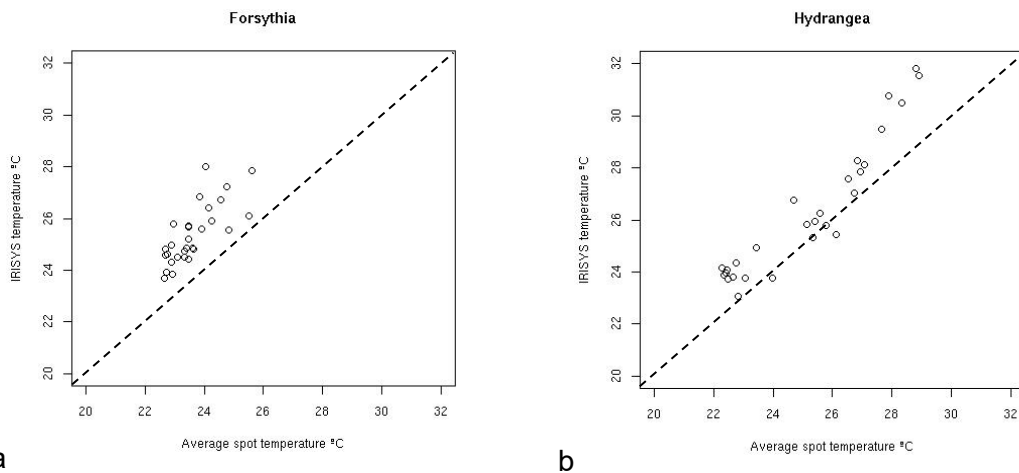 Forsythia
IRISYS temperature ºC
32
30
28
26
24
22
20
20 22 24 26 28 30 32
Average spot temperature ºC
a
Hydrangea
IRISYS temperature ºC
32
30
28
26
24
22
20
20 22 24 26 28 30 32
Average spot temperature ºC
b